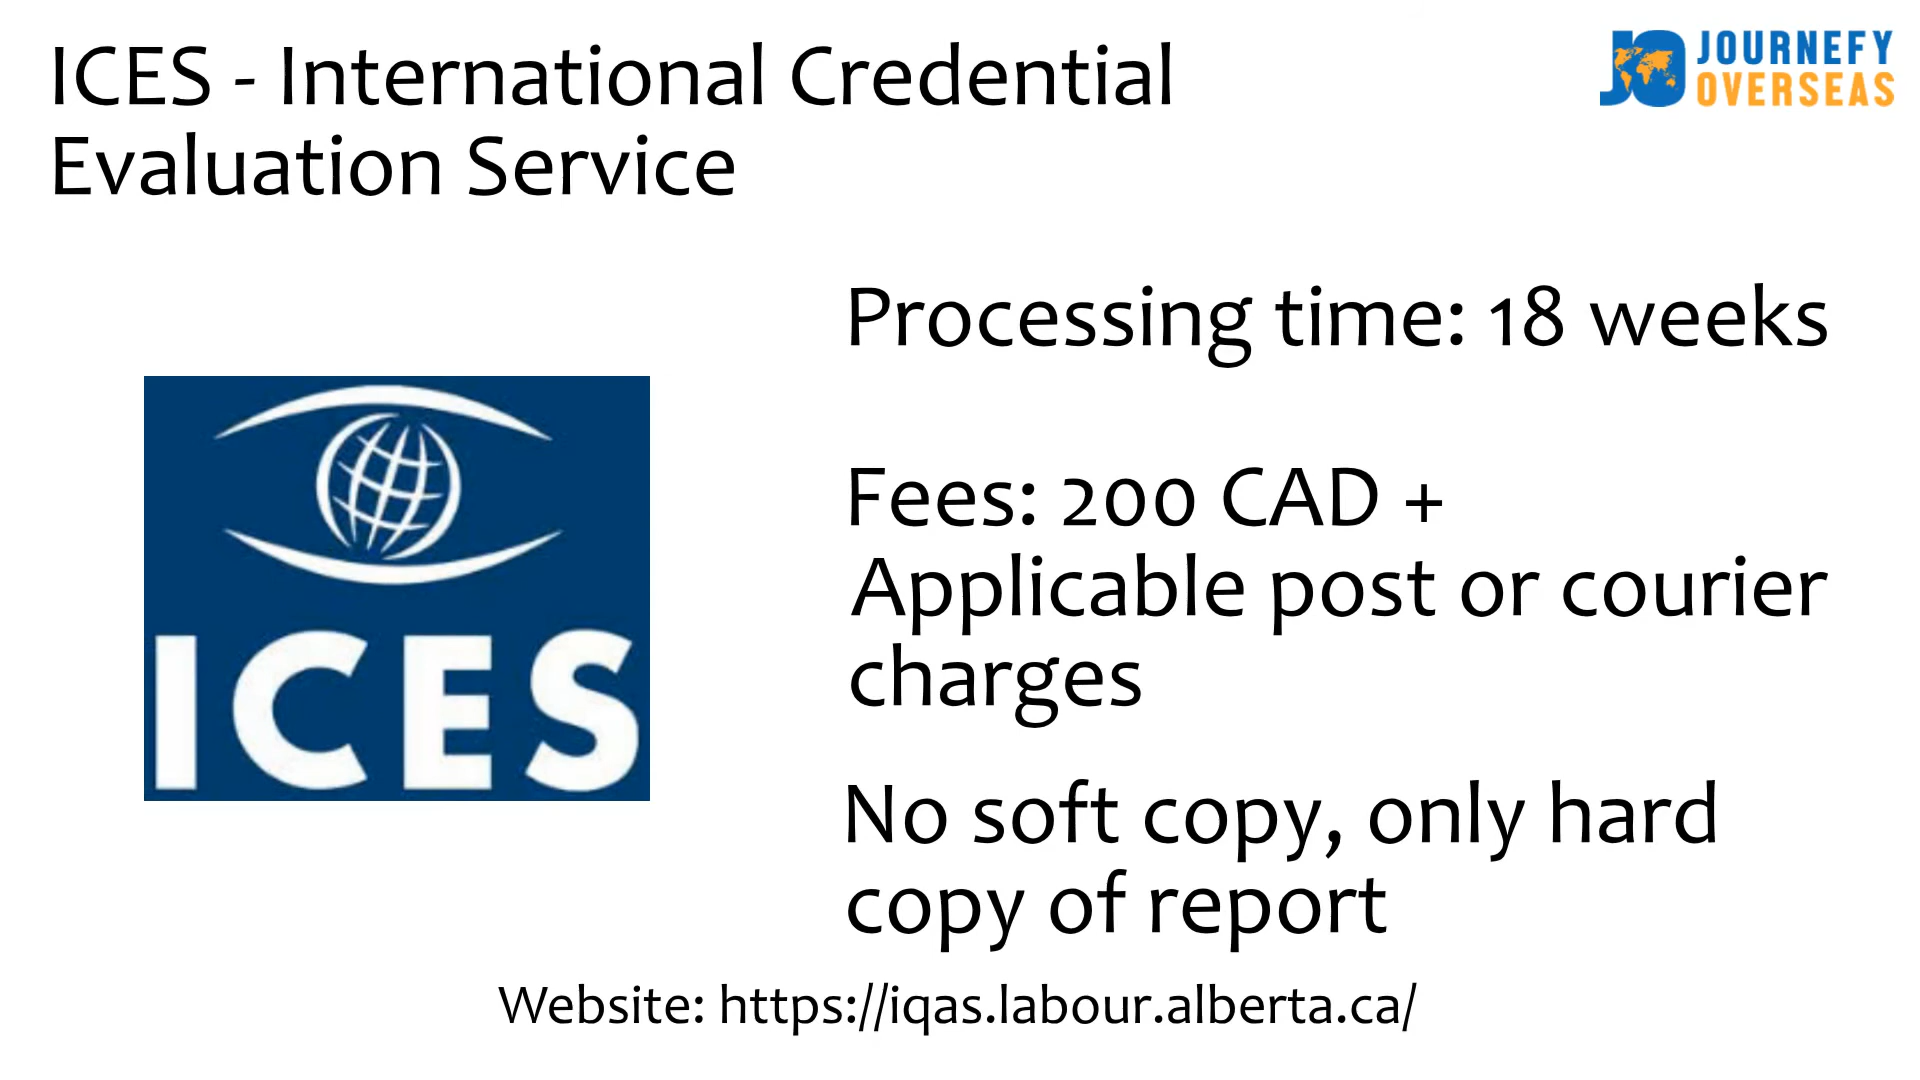 ICES - International Credential
Evaluation Service
JOURNEFY
OVERSEAS
Processing time: 18 weeks
Fees: 200 CAD +
Applicable post or courier
charges
ICES
No soft copy, only hard
copy of report
Website: https://iqas.labour.alberta.ca/